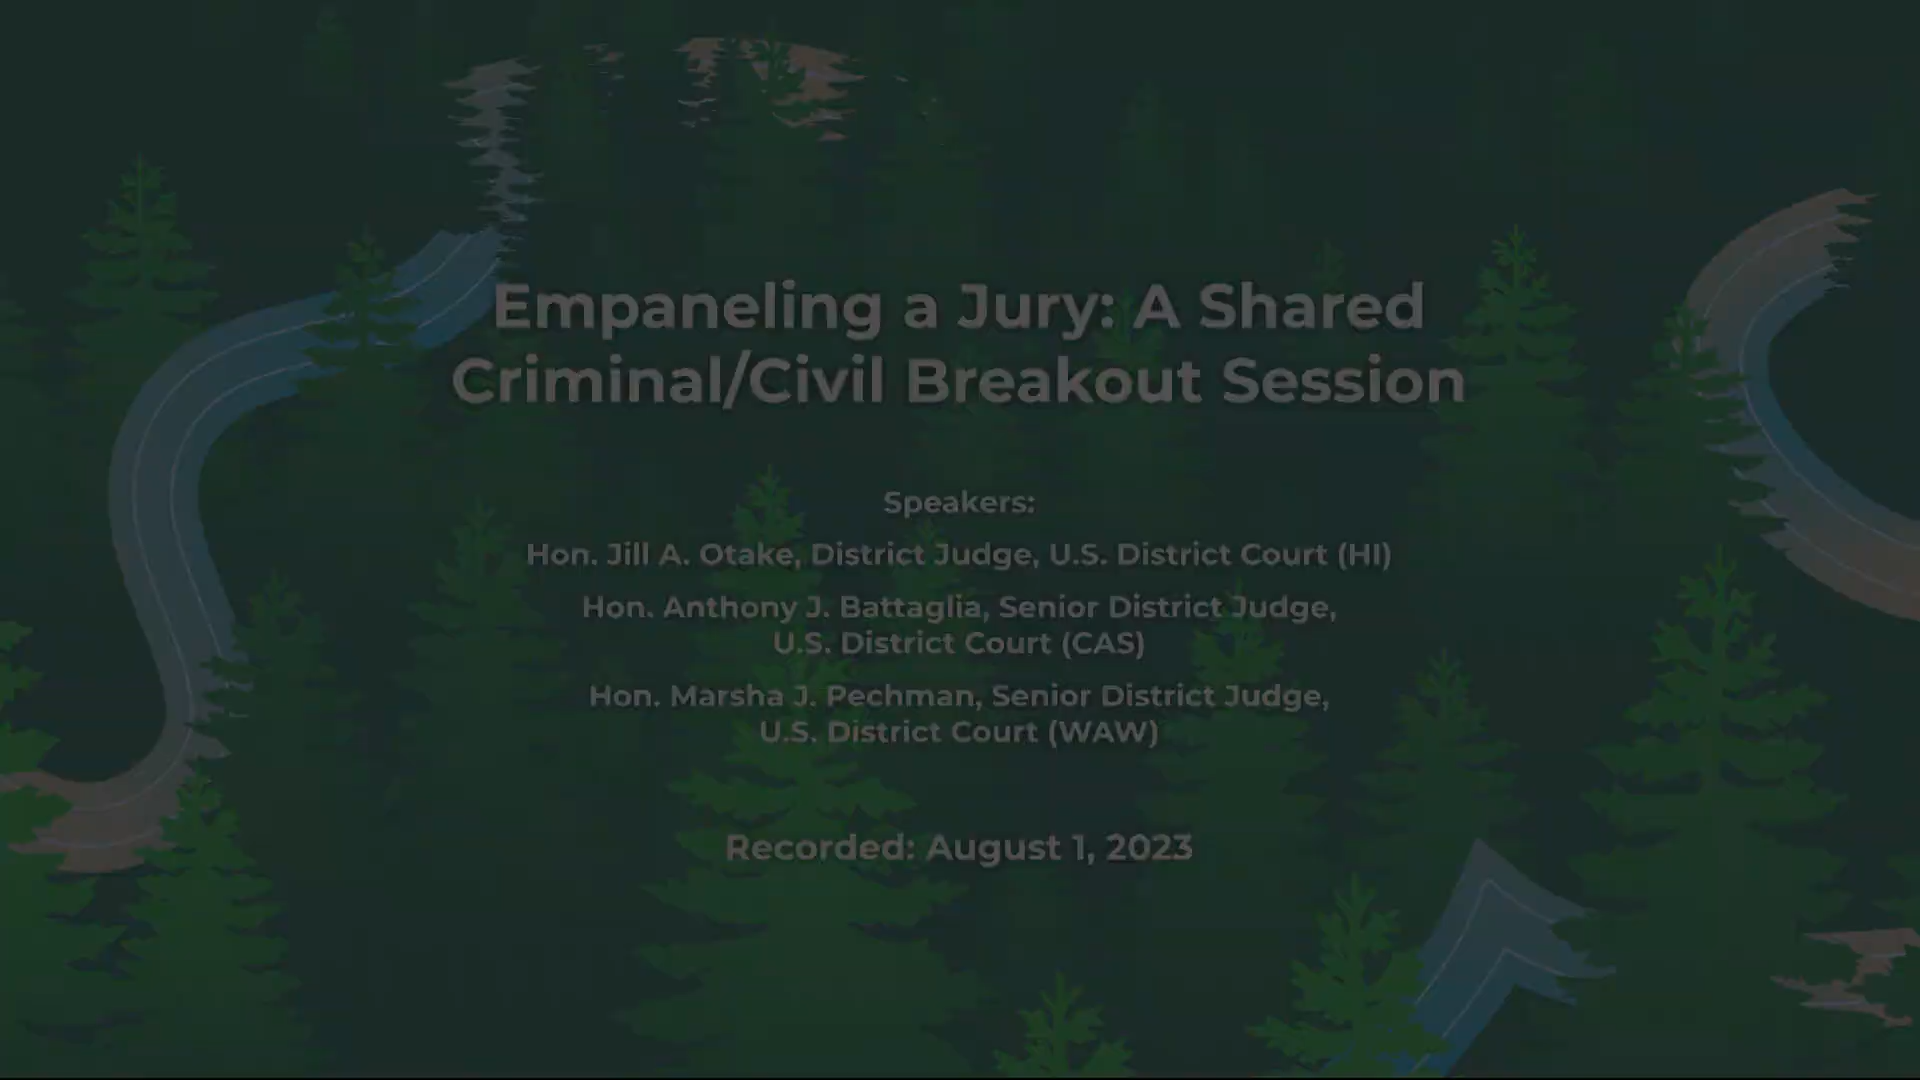 Empaneling a Jury: A Shared
Criminal/Civil Breakout Session
Speakers:
Hon. Jill A. Otake, District Judge, U.S. District Court (HI)
Hon. Anthony J. Battaglia, Senior District Judge,
U.S. District Court (CAS)
Hon. Marsha J. Pechman, Senior District Judge,
U.S. District Court (WAW)
Recorded: August 1, 2023